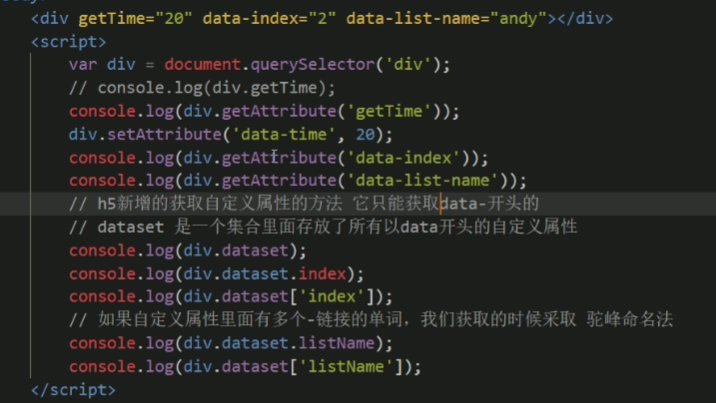 <div getTime="20" data-index="2" data-list-name="andy"></div>
<script>
var div = document.querySelector('div');
// console.log(div.getTime);
console.log(div.getAttribute('getTime'));
div.setAttribute('data-time', 20);
console.log(div.getAttribute('data-index'));
console.log(div.getAttribute('data-list-name'));
// h5新增的获取自定义属性的方法 它只能获取data-开头的
// dataset 是一个集合里面存放了所有以data开头的自定义属性
console.log(div.dataset);
console.log(div.dataset.index);
console.log(div.dataset['index']);
// 如果自定义属性里面有多个-链接的单词，我们获取的时候采取 驼峰命名法
console.log(div.dataset.listName);
console.log(div.dataset['listName']);
</script>